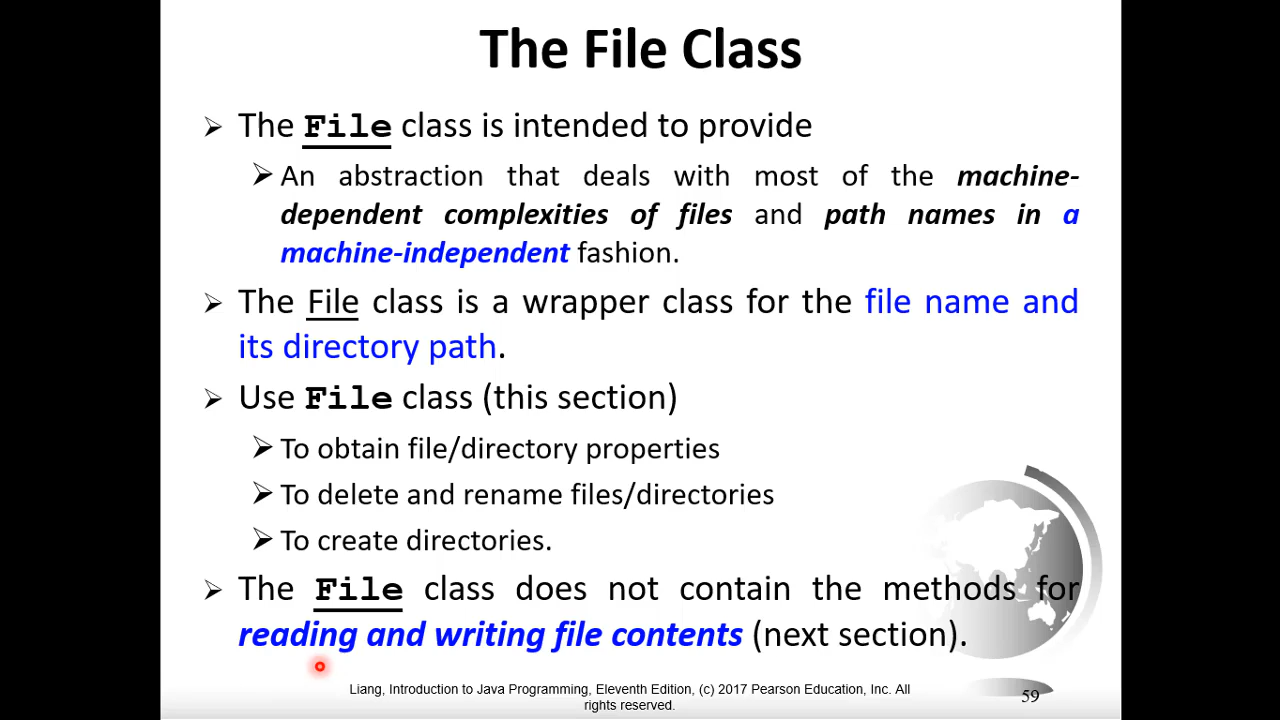 The File Class
The File class is intended to provide
An abstraction that deals with most of the machine-
dependent complexities of files and path names in a
machine-independent fashion.
The File class is a wrapper class for the file name and
its directory path.
Use File class (this section)
To obtain file/directory properties
To delete and rename files/directories
To create directories.
The File class does not contain the methods for
reading and writing file contents (next section).
Liang, Introduction to Java Programming, Eleventh Edition, (c) 2017 Pearson Education, Inc. All
rights reserved.
59